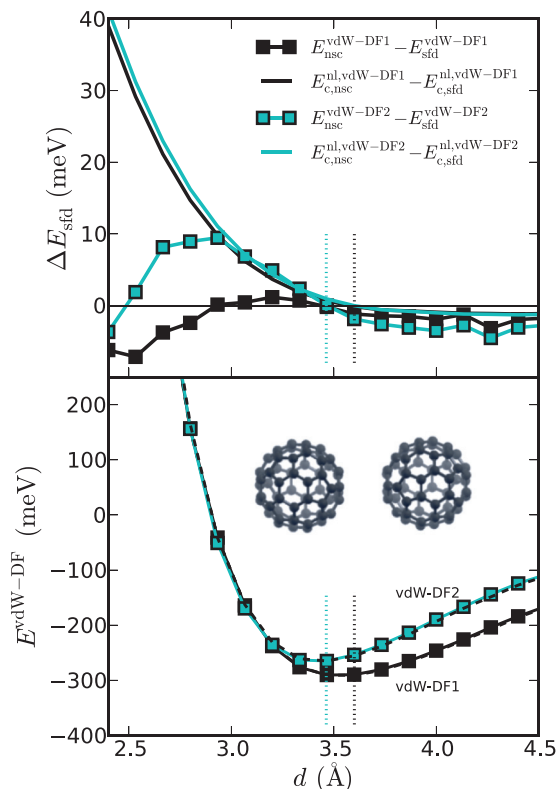 40
30
20
10
0
ΔE_sfd (meV)
E_nsc^vdW−DF1 − E_sfd^vdW−DF1
E_c,nsc^nl,vdW−DF1 − E_c,sfd^nl,vdW−DF1
E_nsc^vdW−DF2 − E_sfd^vdW−DF2
E_c,nsc^nl,vdW−DF2 − E_c,sfd^nl,vdW−DF2
200
100
0
−100
−200
−300
−400
E^vdW−DF (meV)
vdW-DF2
vdW-DF1
2.5 3.0 3.5 4.0 4.5
d (Å)